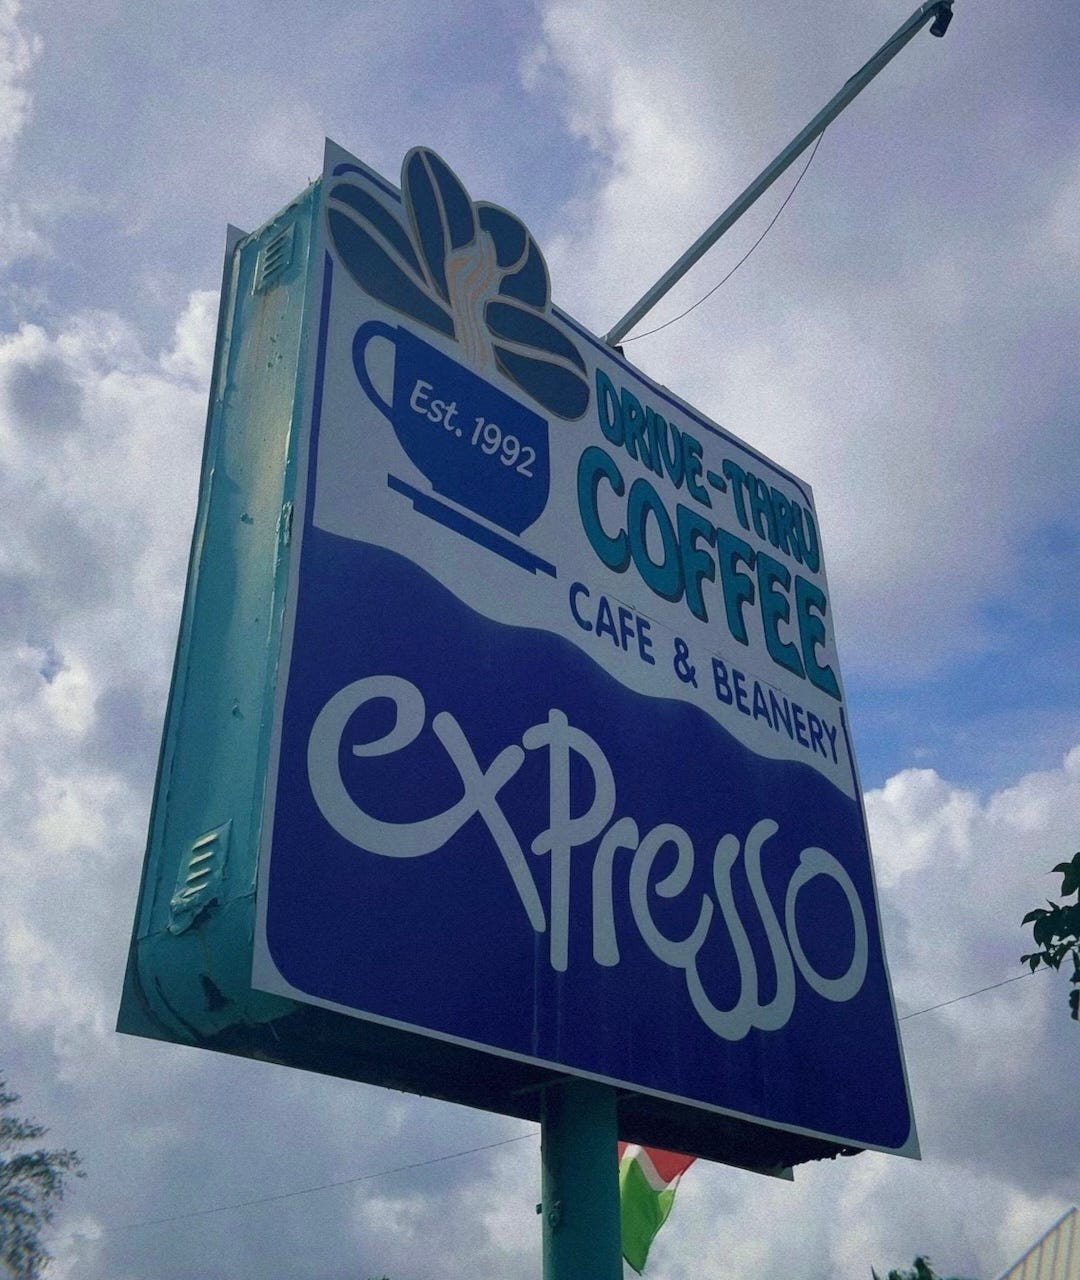 Est. 1992
DRIVE-THRU
COFFEE
CAFE & BEANERY
exPresso